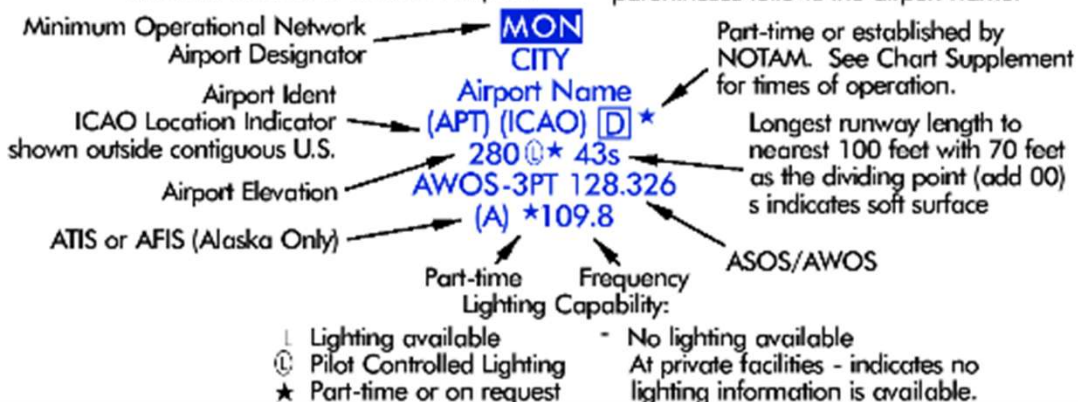 parentheses follows the airport name.
Minimum Operational Network
Airport Designator
MON
CITY
Airport Name
(APT) (ICAO) D ★
280 Ⓛ★ 43s
AWOS-3PT 128.326
(A) ★109.8
Part-time or established by
NOTAM. See Chart Supplement
for times of operation.
Airport Ident
ICAO Location Indicator
shown outside contiguous U.S.
Longest runway length to
nearest 100 feet with 70 feet
as the dividing point (add 00)
s indicates soft surface
Airport Elevation
ATIS or AFIS (Alaska Only)
ASOS/AWOS
Part-time Frequency
Lighting Capability:
L Lighting available
Ⓛ Pilot Controlled Lighting
★ Part-time or on request
- No lighting available
At private facilities - indicates no
lighting information is available.